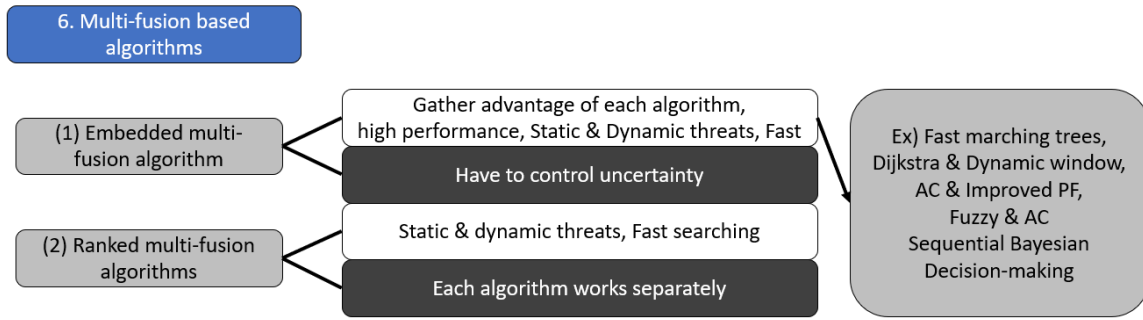 6. Multi-fusion based
algorithms
(1) Embedded multi-
fusion algorithm
Gather advantage of each algorithm,
high performance, Static & Dynamic threats, Fast
Have to control uncertainty
(2) Ranked multi-fusion
algorithms
Static & dynamic threats, Fast searching
Each algorithm works separately
Ex) Fast marching trees,
Dijkstra & Dynamic window,
AC & Improved PF,
Fuzzy & AC
Sequential Bayesian
Decision-making